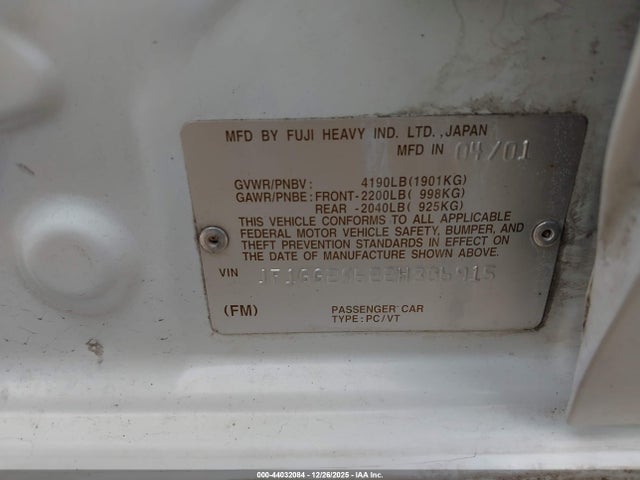 MFD BY FUJI HEAVY IND. LTD. ,JAPAN
MFD IN 04/01
GVWR/PNBV: 4190LB(1901KG)
GAWR/PNBE: FRONT-2200LB( 998KG)
REAR -2040LB( 925KG)
THIS VEHICLE CONFORMS TO ALL APPLICABLE
FEDERAL MOTOR VEHICLE SAFETY, BUMPER, AND
THEFT PREVENTION STANDARDS IN EFFECT ON
THE DATE OF MANUFACTURE SHOWN ABOVE.
VIN
(FM) PASSENGER CAR
TYPE: PC/VT
000-44032084 - 12/26/2025 - IAA Inc.